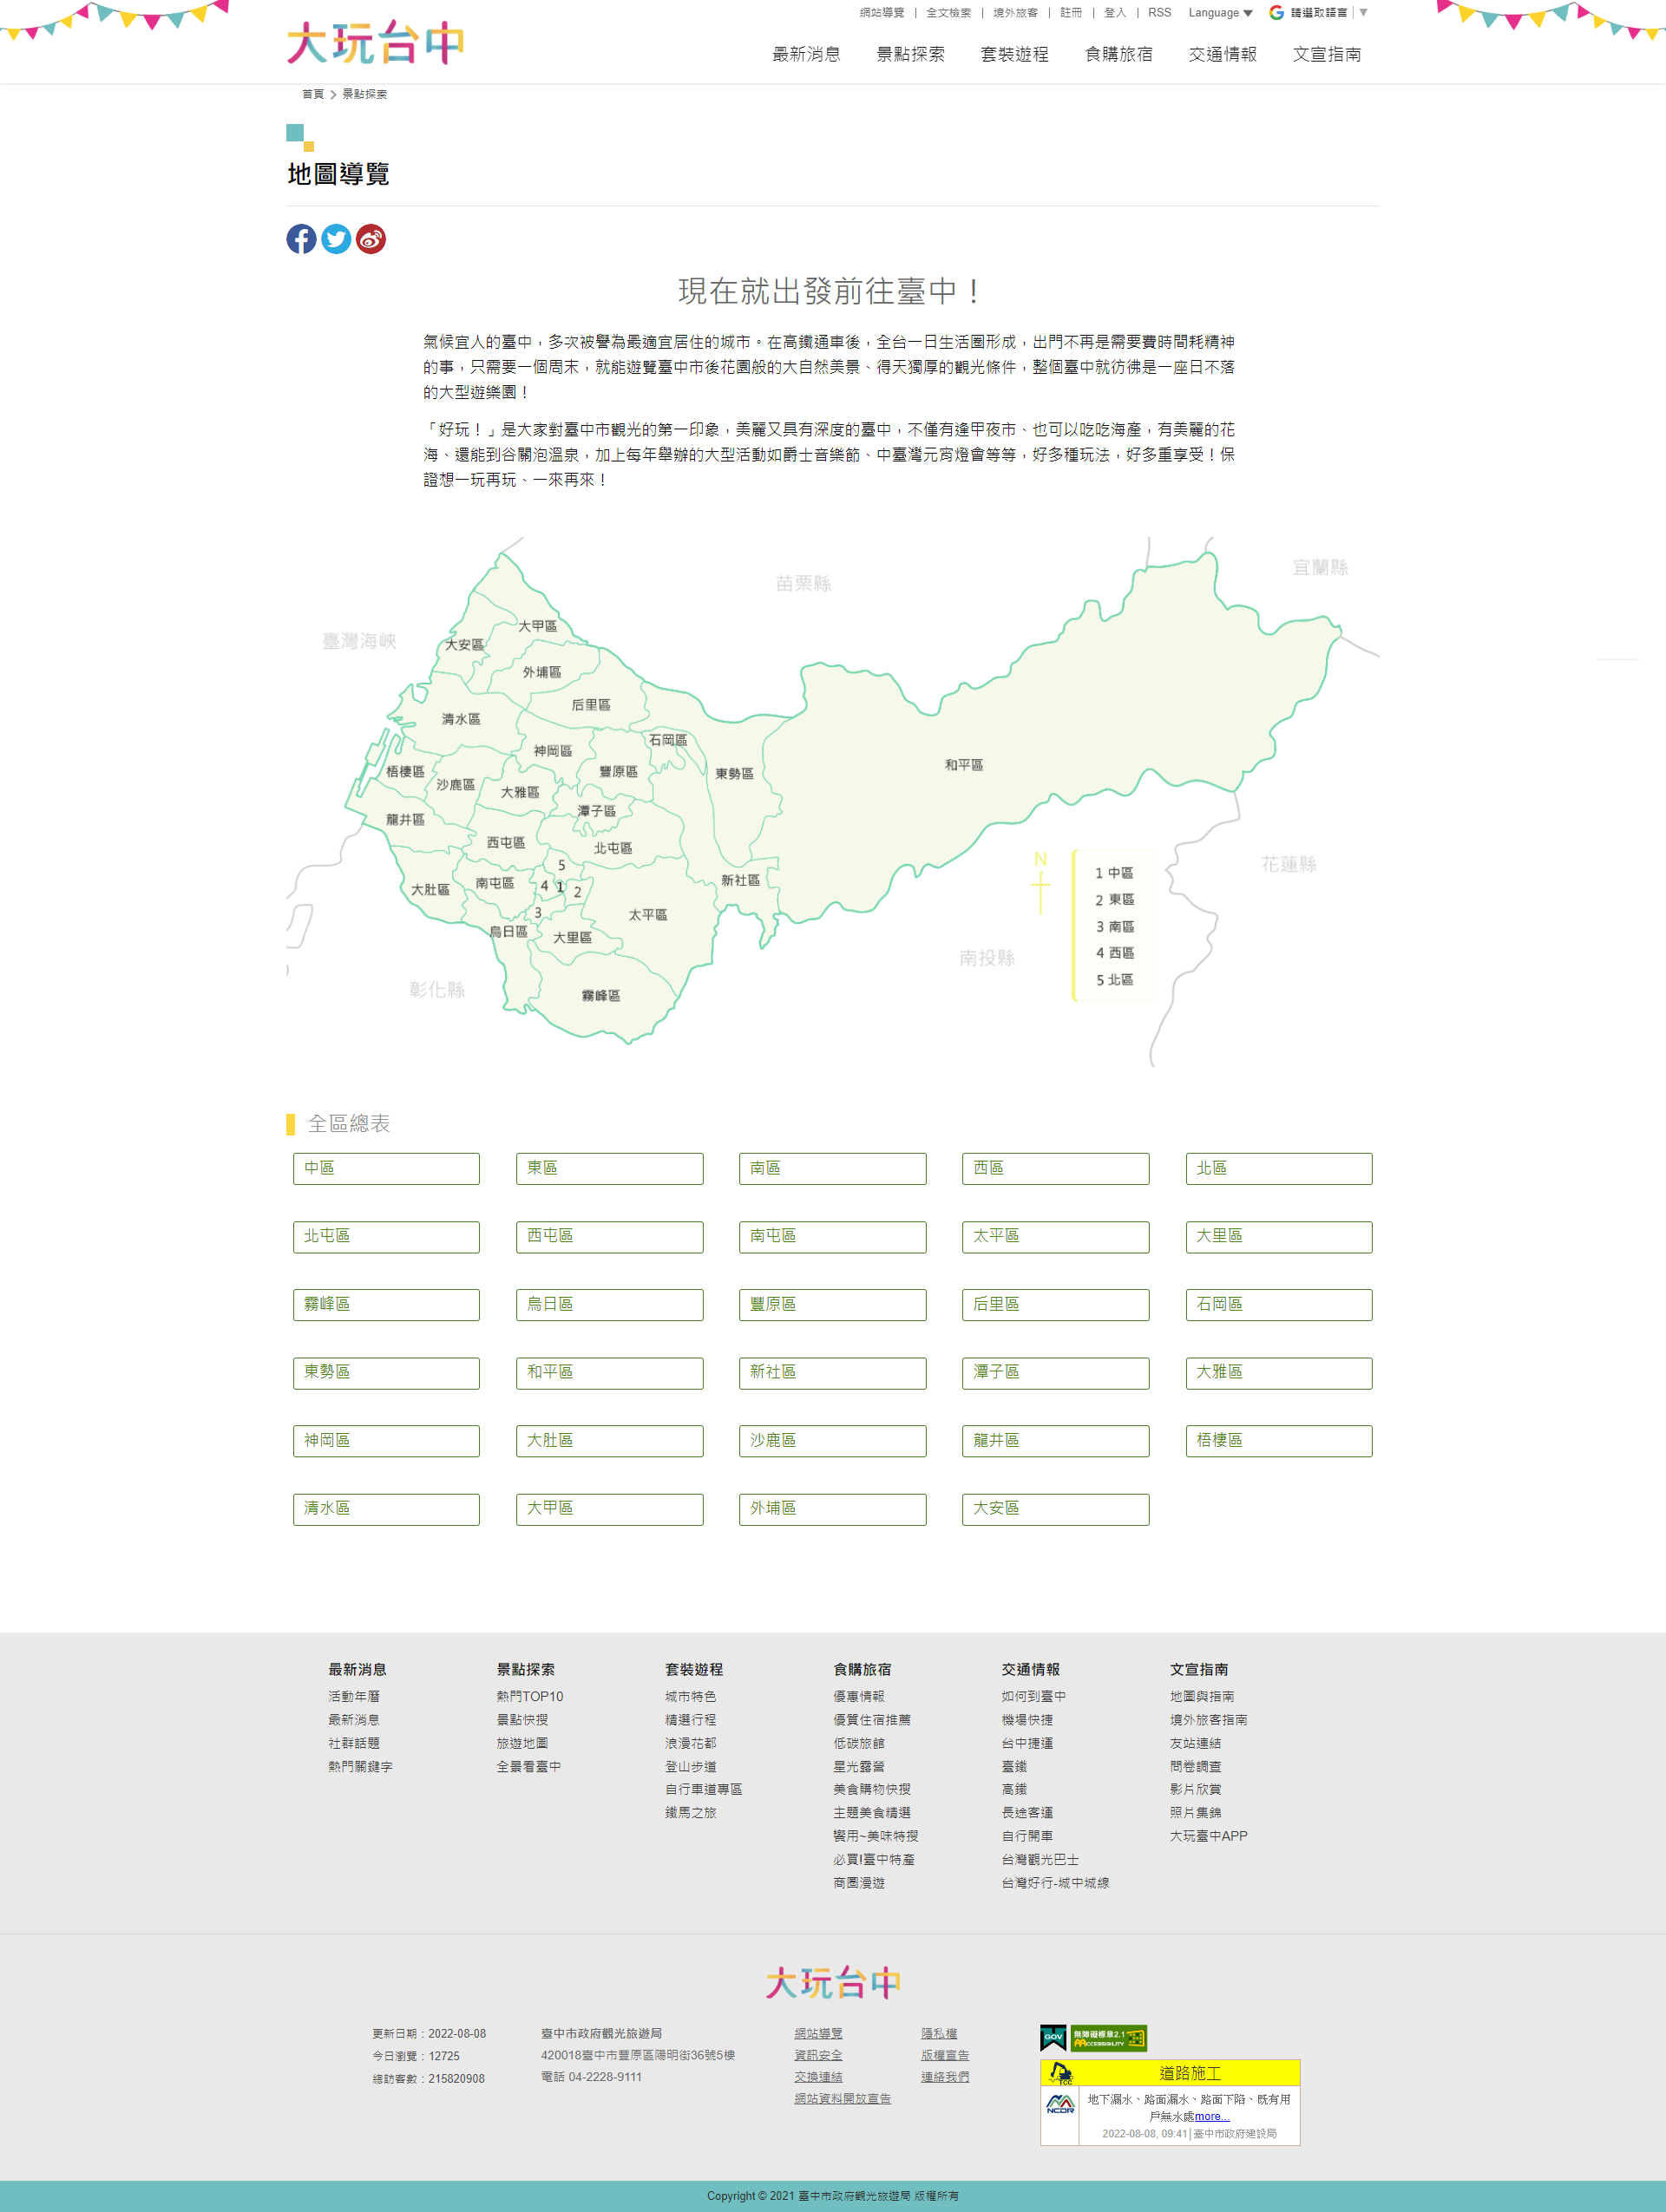 網站導覽 | 全文檢索 | 境外旅客 | 註冊 | 登入 | RSS Language 請選取語言 | ▼
大玩台中
最新消息 景點探索 套裝遊程 食購旅宿 交通情報 文宣指南
首頁 景點探索
地圖導覽
現在就出發前往臺中！
氣候宜人的臺中，多次被譽為最適宜居住的城市。在高鐵通車後，全台一日生活圈形成，出門不再是需要費時間耗精神
的事，只需要一個周末，就能遊覽臺中市後花園般的大自然美景、得天獨厚的觀光條件，整個臺中就彷彿是一座日不落
的大型遊樂園！
「好玩！」是大家對臺中市觀光的第一印象，美麗又具有深度的臺中，不僅有逢甲夜市、也可以吃吃海產，有美麗的花
海、還能到谷關泡溫泉，加上每年舉辦的大型活動如爵士音樂節、中臺灣元宵燈會等等，好多種玩法，好多重享受！保
證想一玩再玩、一來再來！
宜蘭縣
苗栗縣
臺灣海峽
大甲區
大安區
外埔區
后里區
清水區
石岡區
神岡區
和平區
梧棲區
豐原區
東勢區
沙鹿區
大雅區
潭子區
龍井區
西屯區
北屯區
N
5
花蓮縣
1 中區
新社區
南屯區
4 1 2
大肚區
2 東區
3
太平區
3 南區
烏日區
大里區
4 西區
南投縣
5 北區
彰化縣
霧峰區
全區總表
中區 東區 南區 西區 北區
北屯區 西屯區 南屯區 太平區 大里區
霧峰區 烏日區 豐原區 后里區 石岡區
東勢區 和平區 新社區 潭子區 大雅區
神岡區 大肚區 沙鹿區 龍井區 梧棲區
清水區 大甲區 外埔區 大安區
最新消息 景點探索 套裝遊程 食購旅宿 交通情報 文宣指南
活動年曆 熱門TOP10 城市特色 優惠情報 如何到臺中 地圖與指南
最新消息 景點快搜 精選行程 優質住宿推薦 機場快捷 境外旅客指南
社群話題 旅遊地圖 浪漫花都 低碳旅館 台中捷運 友站連結
熱門關鍵字 全景看臺中 登山步道 星光露營 臺鐵 問卷調查
自行車道專區 美食購物快搜 高鐵 影片欣賞
鐵馬之旅 主題美食精選 長途客運 照片集錦
饗用~美味特搜 自行開車 大玩臺中APP
必買!臺中特產 台灣觀光巴士
商圈漫遊 台灣好行-城中城線
大玩台中
更新日期：2022-08-08
今日瀏覽：12725
總訪客數：215820908
臺中市政府觀光旅遊局
420018臺中市豐原區陽明街36號5樓
電話 04-2228-9111
網站導覽 隱私權
資訊安全 版權宣告
交換連結 連絡我們
網站資料開放宣告
GOV
無障礙標章2.1
AACCESSIBILITY
TCC
道路施工
NCDR
地下漏水、路面漏水、路面下陷、既有用
戶無水處more...
2022-08-08, 09:41│臺中市政府建設局
Copyright © 2021 臺中市政府觀光旅遊局 版權所有